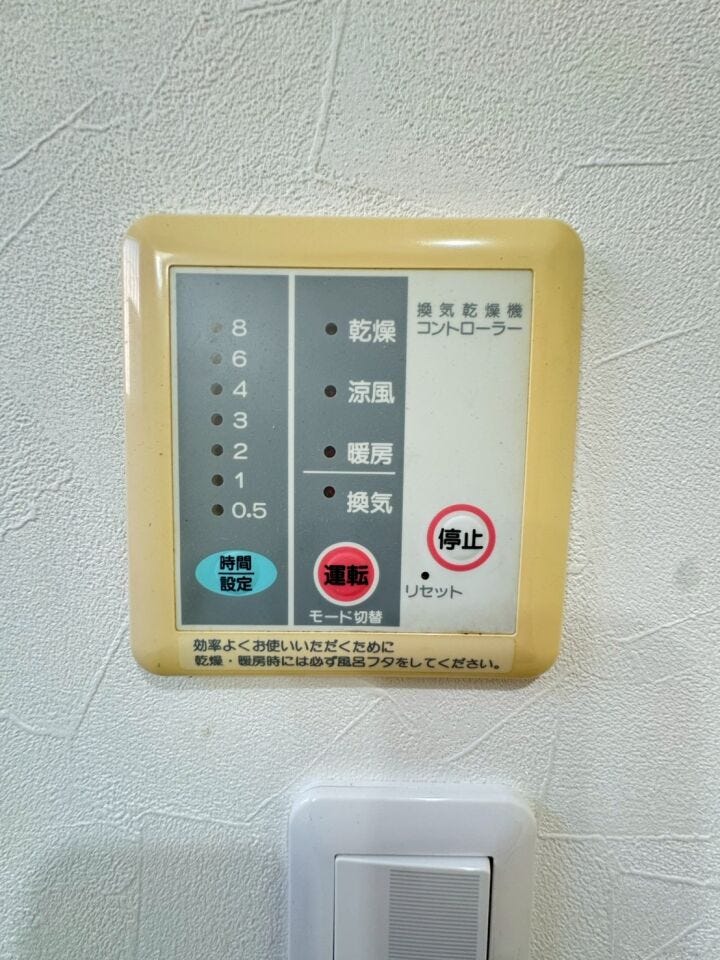 換気乾燥機
コントローラー
8
6
4
3
2
1
0.5
時間
設定
乾燥
涼風
暖房
換気
運転
モード切替
停止
リセット
効率よくお使いいただくために
乾燥・暖房時には必ず風呂フタをしてください。